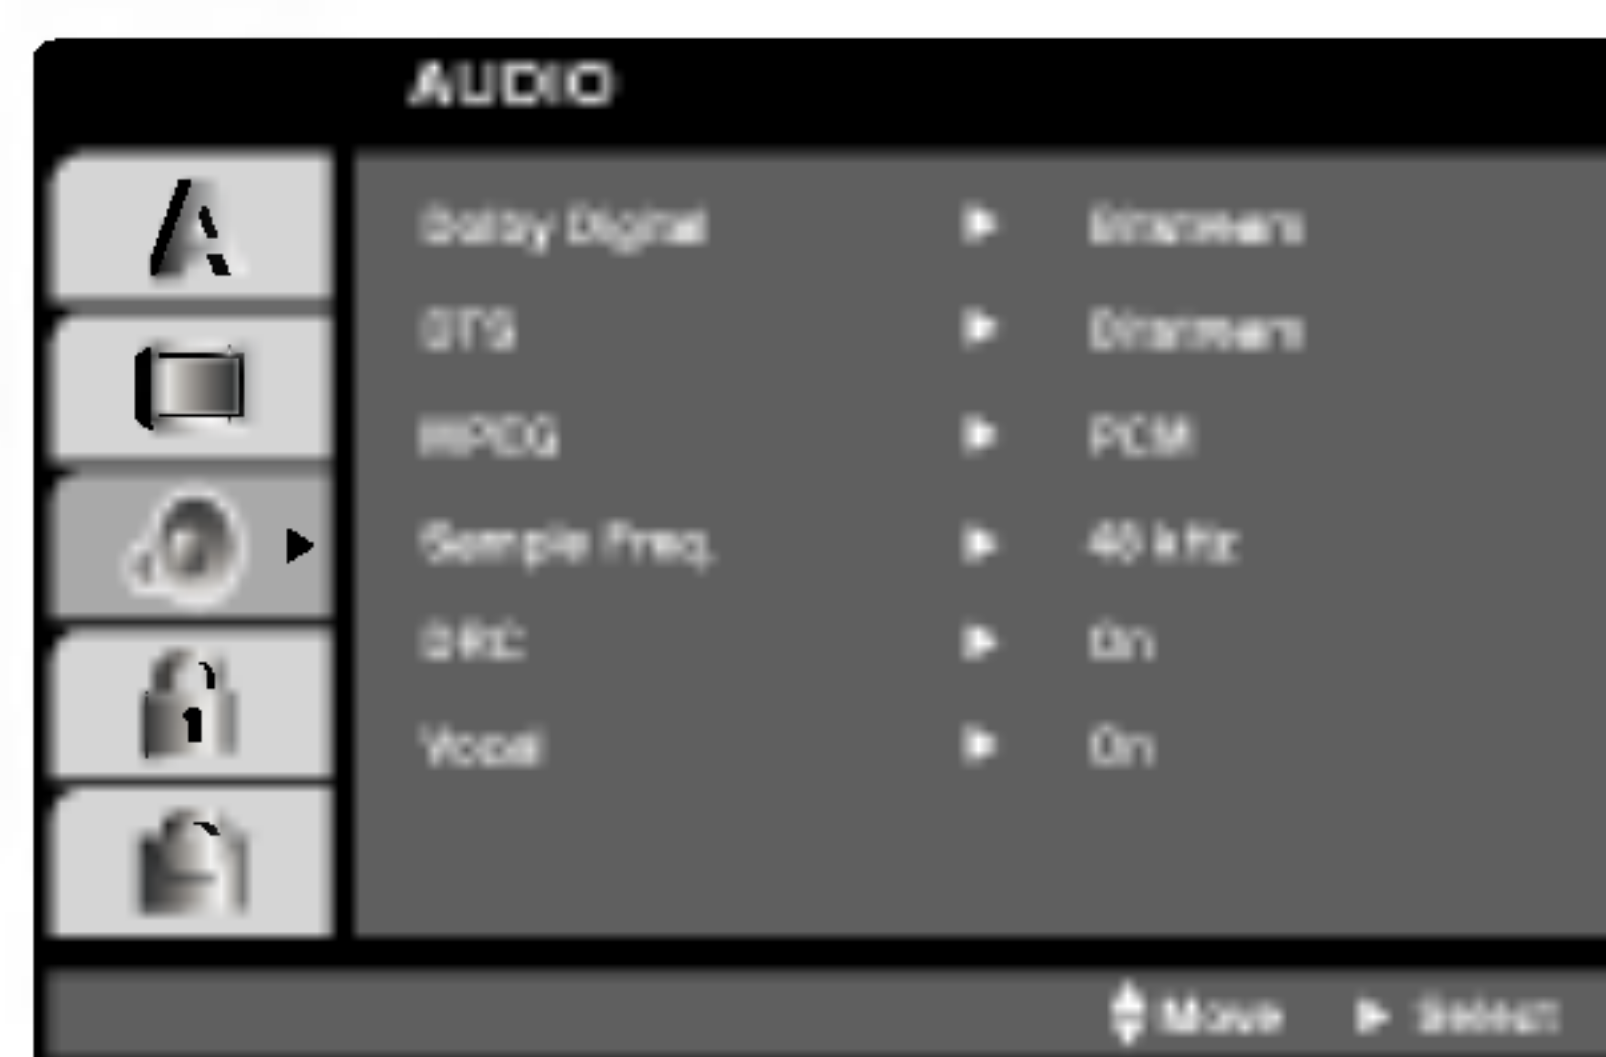 AUDIO
Dolby Digital Bitstream
DTS Bitstream
MPEG PCM
Sample Freq. 48 kHz
DRC On
Vocal On
Move Select